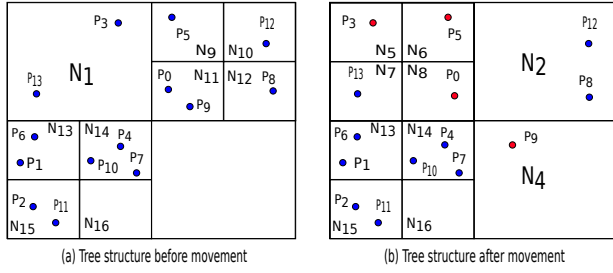 P3
P5
P12
N9
N10
N1
P13
P0
N11
N12
P8
P9
P6
N13
N14
P4
P1
P10
P7
P2
P11
N15
N16
(a) Tree structure before movement
P3
P5
P12
N5
N6
N2
P13
N7
N8
P0
P8
P6
N13
N14
P4
P9
P1
P10
P7
N4
P2
P11
N15
N16
(b) Tree structure after movement